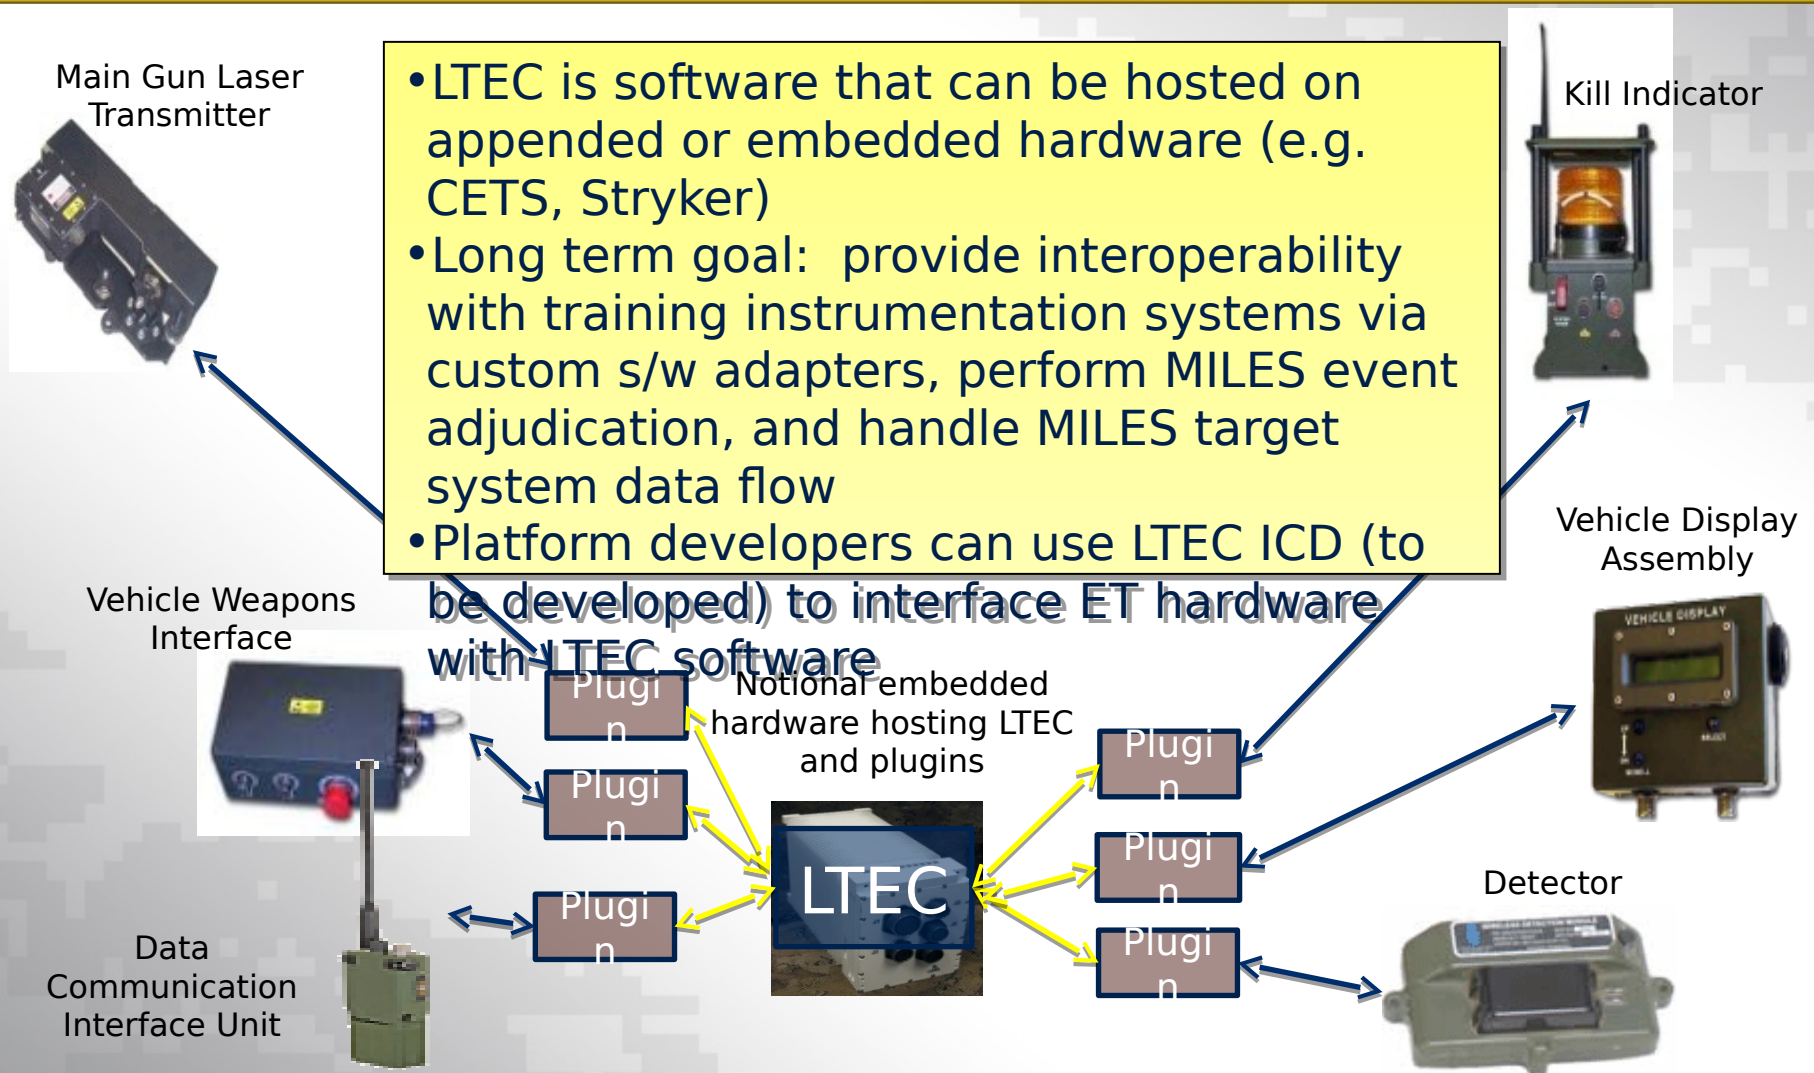 Main Gun Laser
Transmitter
•LTEC is software that can be hosted on
appended or embedded hardware (e.g.
CETS, Stryker)
•Long term goal:  provide interoperability
with training instrumentation systems via
custom s/w adapters, perform MILES event
adjudication, and handle MILES target
system data flow
•Platform developers can use LTEC ICD (to
be developed) to interface ET hardware
with LTEC software
Kill Indicator
Vehicle Display
Assembly
VEHICLE DISPLAY
SELECT
Vehicle Weapons
Interface
Notional embedded
hardware hosting LTEC
and plugins
Plugi
n
Plugi
n
Plugi
n
Plugi
n
Plugi
n
Plugi
n
LTEC
Detector
Data
Communication
Interface Unit